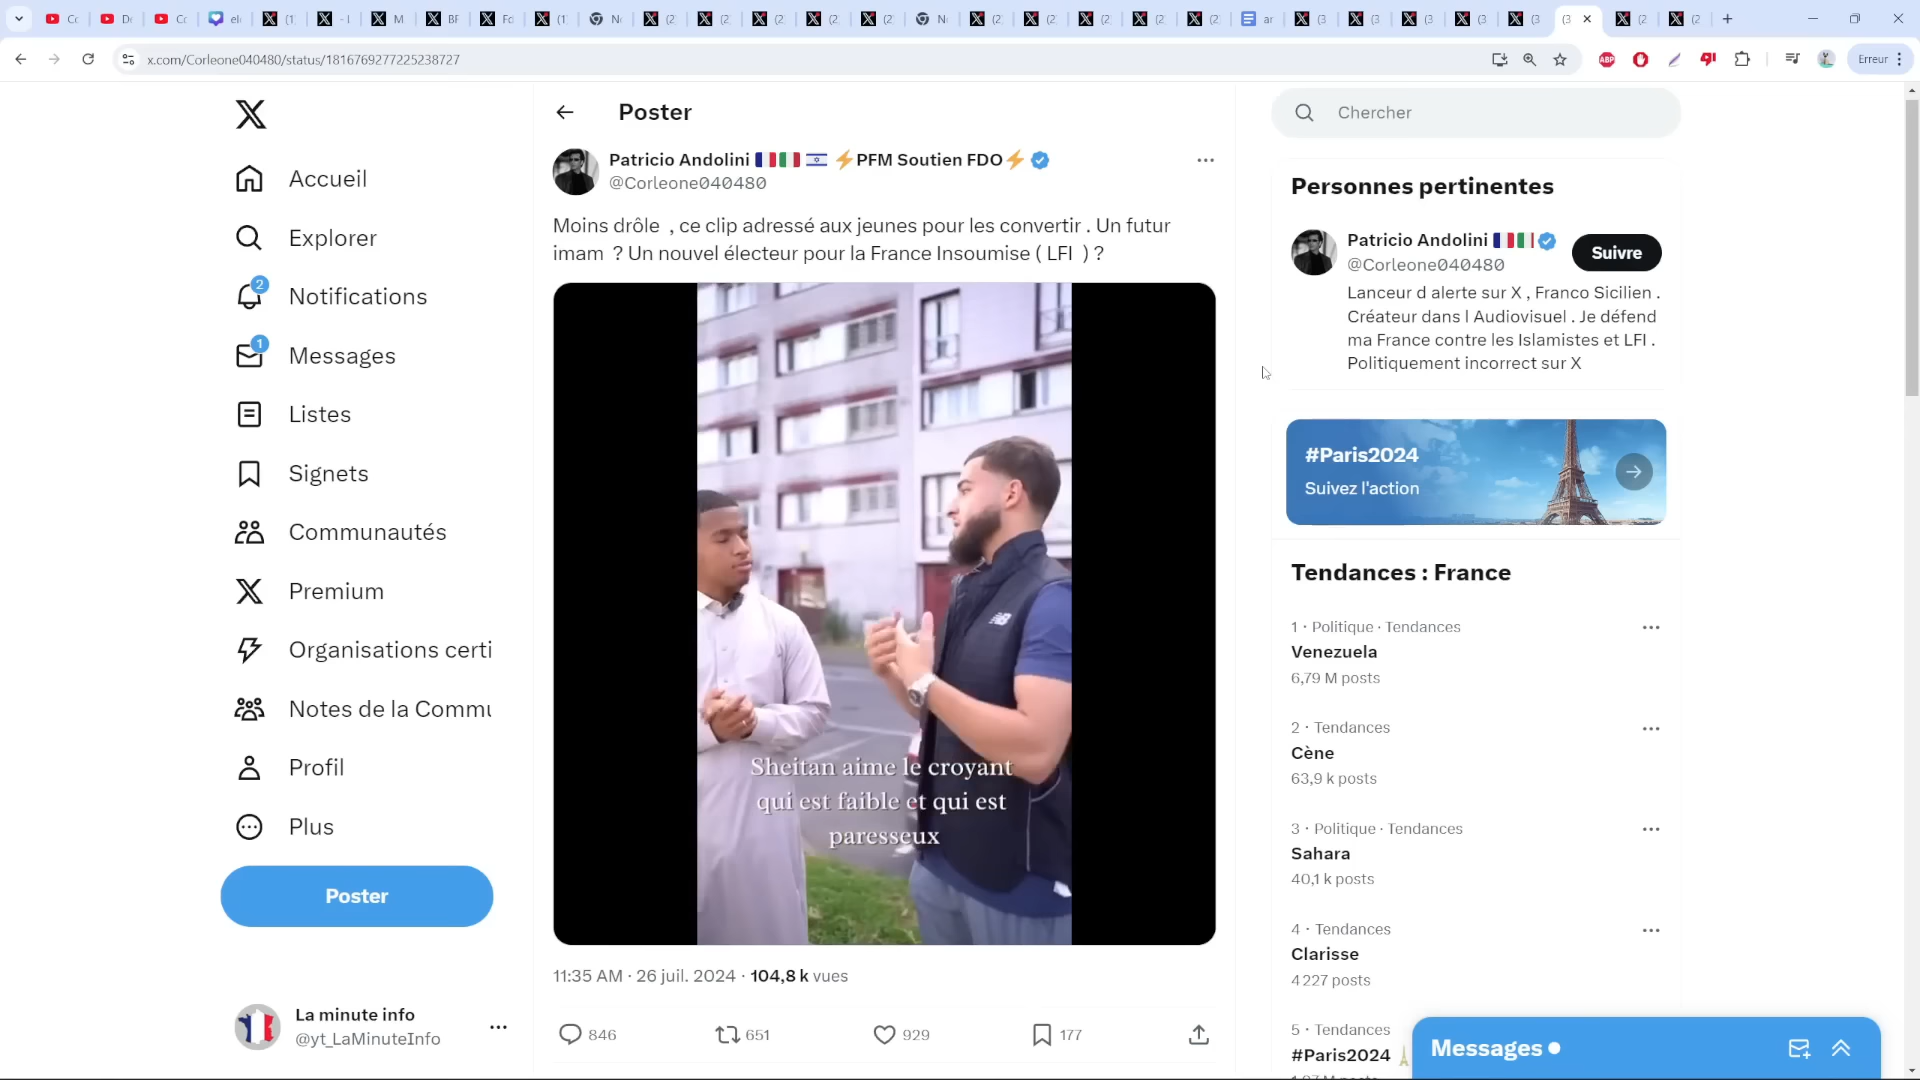 x.com/Corleone040480/status/1816769277225238727
Erreur
Accueil
Explorer
2
Notifications
1
Messages
Listes
Signets
Communautés
Premium
Organisations certi
Notes de la Commu
Profil
Plus
Poster
La minute info
@yt_LaMinuteInfo
Poster
Patricio Andolini 🇫🇷🇮🇹 🇮🇱 ⚡PFM Soutien FDO⚡
@Corleone040480
Moins drôle , ce clip adressé aux jeunes pour les convertir . Un futur
imam ? Un nouvel électeur pour la France Insoumise ( LFI ) ?
Sheitan aime le croyant
qui est faible et qui est
paresseux
11:35 AM · 26 juil. 2024 · 104,8 k vues
846 651 929 177
Chercher
Personnes pertinentes
Patricio Andolini 🇫🇷🇮🇹
@Corleone040480
Suivre
Lanceur d alerte sur X , Franco Sicilien .
Créateur dans l Audiovisuel . Je défend
ma France contre les Islamistes et LFI .
Politiquement incorrect sur X
#Paris2024
Suivez l'action
Tendances : France
1 · Politique · Tendances
Venezuela
6,79 M posts
2 · Tendances
Cène
63,9 k posts
3 · Politique · Tendances
Sahara
40,1 k posts
4 · Tendances
Clarisse
4 227 posts
5 · Tendances
#Paris2024
Messages